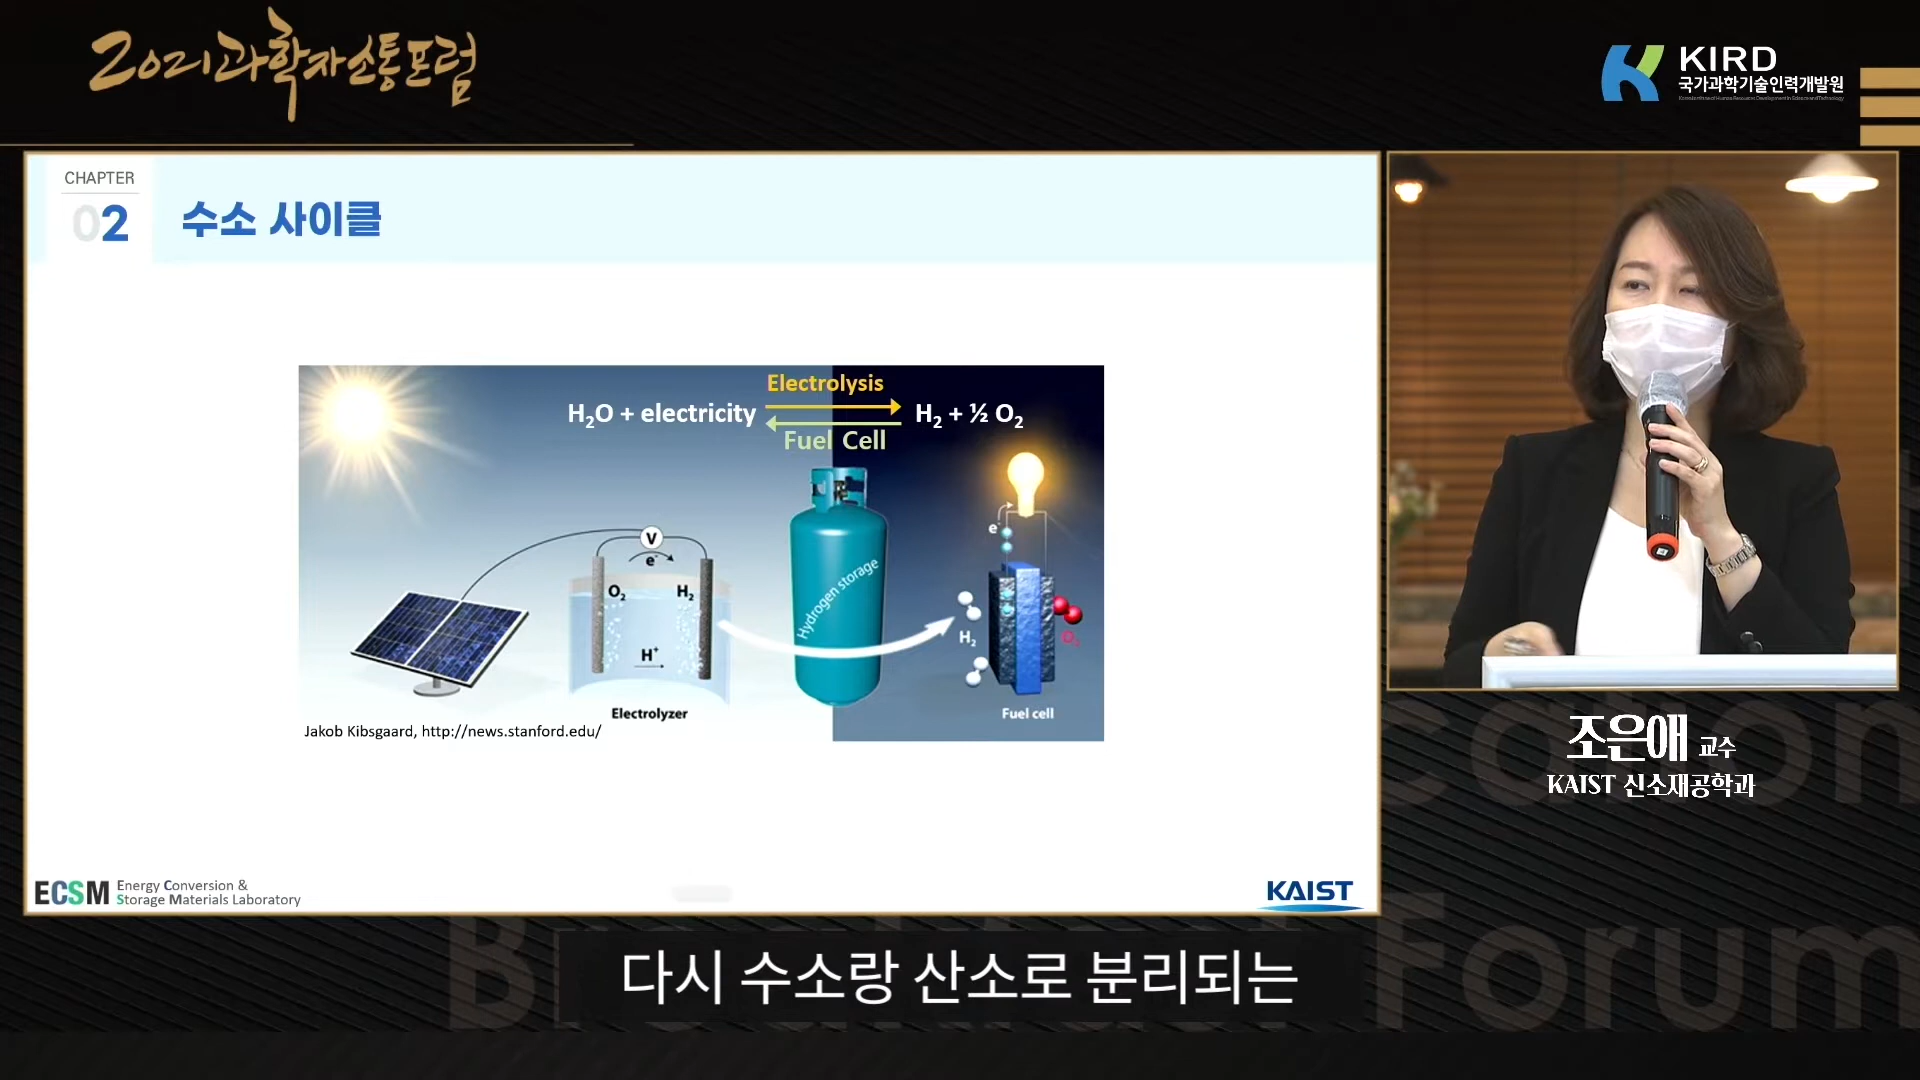 2021과학자소통포럼
KIRD
국가과학기술인력개발원
CHAPTER
02
수소 사이클
Electrolysis
H₂O + electricity
H₂ + ½ O₂
Fuel Cell
V
e⁻
O₂
H₂
H⁺
Electrolyzer
Hydrogen storage
e⁻
H₂
O₂
Fuel cell
Jakob Kibsgaard, http://news.stanford.edu/
ECSM
Energy Conversion &
Storage Materials Laboratory
KAIST
조은애 교수
KAIST 신소재공학과
다시 수소랑 산소로 분리되는
Forum